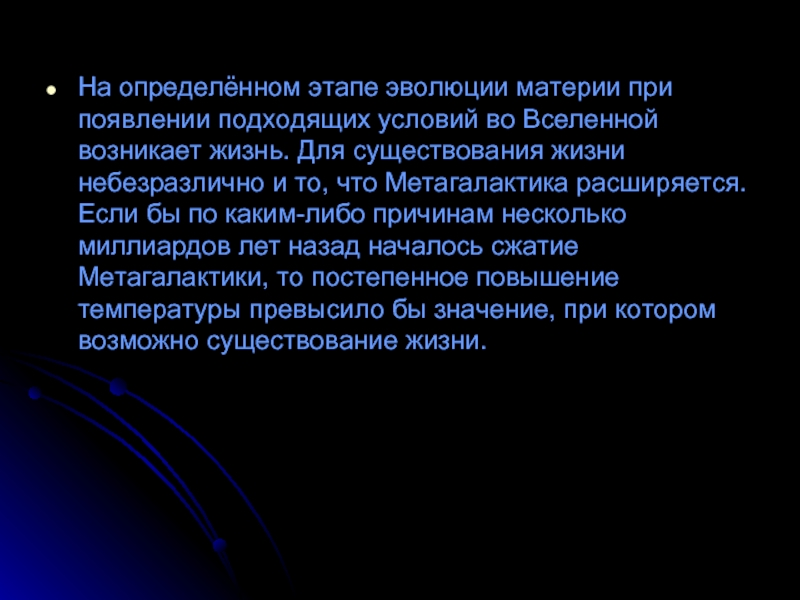 На определённом этапе эволюции материи при
появлении подходящих условий во Вселенной
возникает жизнь. Для существования жизни
небезразлично и то, что Метагалактика расширяется.
Если бы по каким-либо причинам несколько
миллиардов лет назад началось сжатие
Метагалактики, то постепенное повышение
температуры превысило бы значение, при котором
возможно существование жизни.